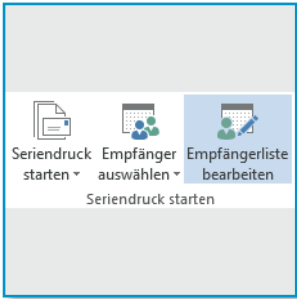 Seriendruck Empfänger Empfängerliste
starten auswählen bearbeiten
Seriendruck starten